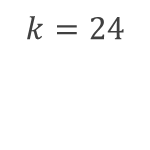 k = 24